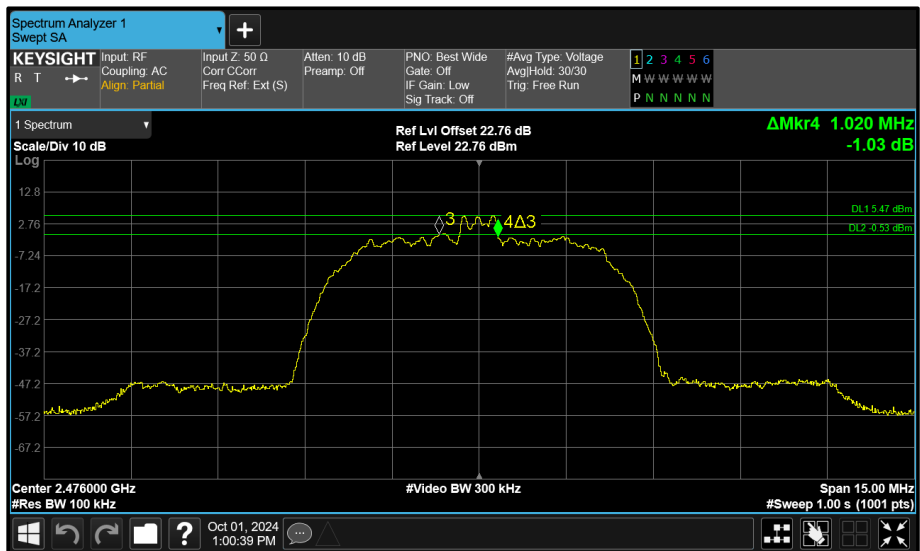 Spectrum Analyzer 1
Swept SA
+
KEYSIGHT Input: RF Input Z: 50 Ω Atten: 10 dB PNO: Best Wide #Avg Type: Voltage 1 2 3 4 5 6
R T Coupling: AC Corr CCorr Preamp: Off Gate: Off Avg|Hold: 30/30 M W W W W W
Align: Partial Freq Ref: Ext (S) IF Gain: Low Trig: Free Run
LXI Sig Track: Off P N N N N N
1 Spectrum Ref Lvl Offset 22.76 dB ΔMkr4 1.020 MHz
Scale/Div 10 dB Ref Level 22.76 dBm -1.03 dB
Log
12.8
DL1 5.47 dBm
3 4Δ3
2.76 DL2 -0.53 dBm
-7.24
-17.2
-27.2
-37.2
-47.2
-57.2
-67.2
Center 2.476000 GHz #Video BW 300 kHz Span 15.00 MHz
#Res BW 100 kHz #Sweep 1.00 s (1001 pts)
? Oct 01, 2024
1:00:39 PM